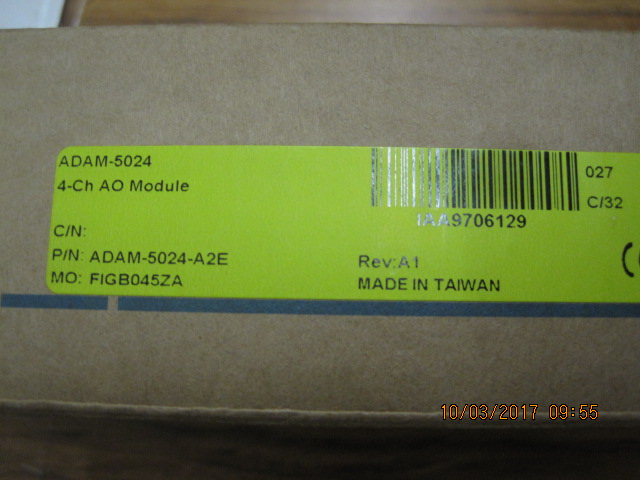 ADAM-5024
4-Ch AO Module
C/N:
P/N: ADAM-5024-A2E
MO: FIGB045ZA
027
C/32
IAA9706129
Rev:A1
MADE IN TAIWAN
10/03/2017 09:55